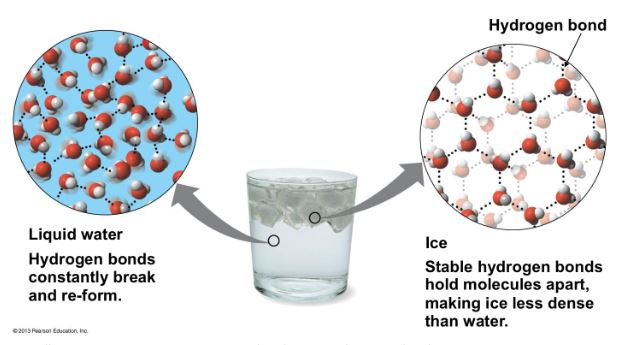 Hydrogen bond
Liquid water
Hydrogen bonds
constantly break
and re-form.
Ice
Stable hydrogen bonds
hold molecules apart,
making ice less dense
than water.
©2013 Pearson Education, Inc.